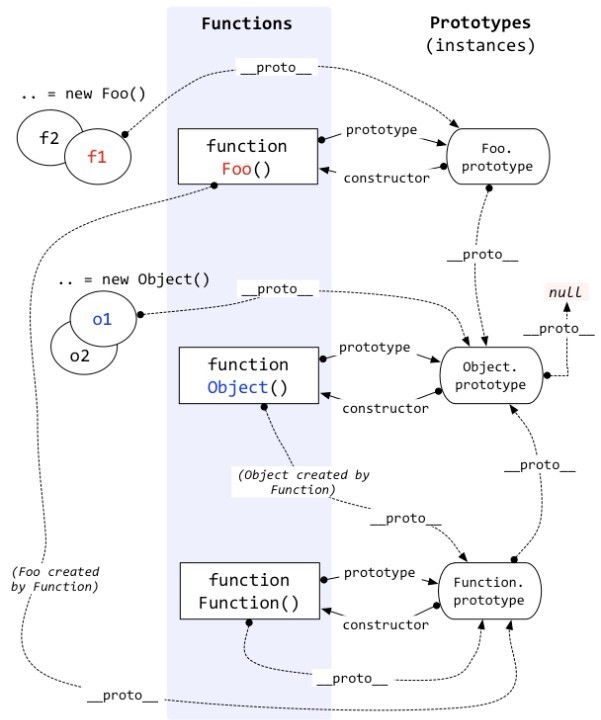 Functions
Prototypes
(instances)
__proto__
.. = new Foo()
f2
f1
function
Foo()
prototype
constructor
Foo.
prototype
__proto__
.. = new Object()
__proto__
null
__proto__
o1
o2
function
Object()
prototype
constructor
Object.
prototype
(Object created by
Function)
__proto__
__proto__
(Foo created
by Function)
function
Function()
prototype
constructor
Function.
prototype
__proto__
__proto__